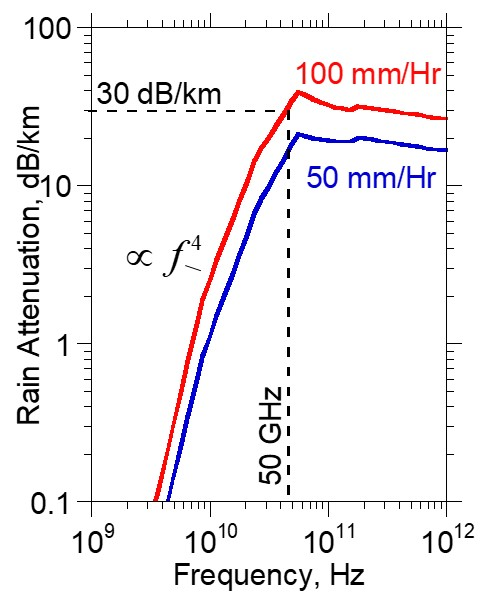 100
100 mm/Hr
30 dB/km
10
50 mm/Hr
∝ f⁴
1
50 GHz
0.1
10⁹ 10¹⁰ 10¹¹ 10¹²
Frequency, Hz
Rain Attenuation, dB/km